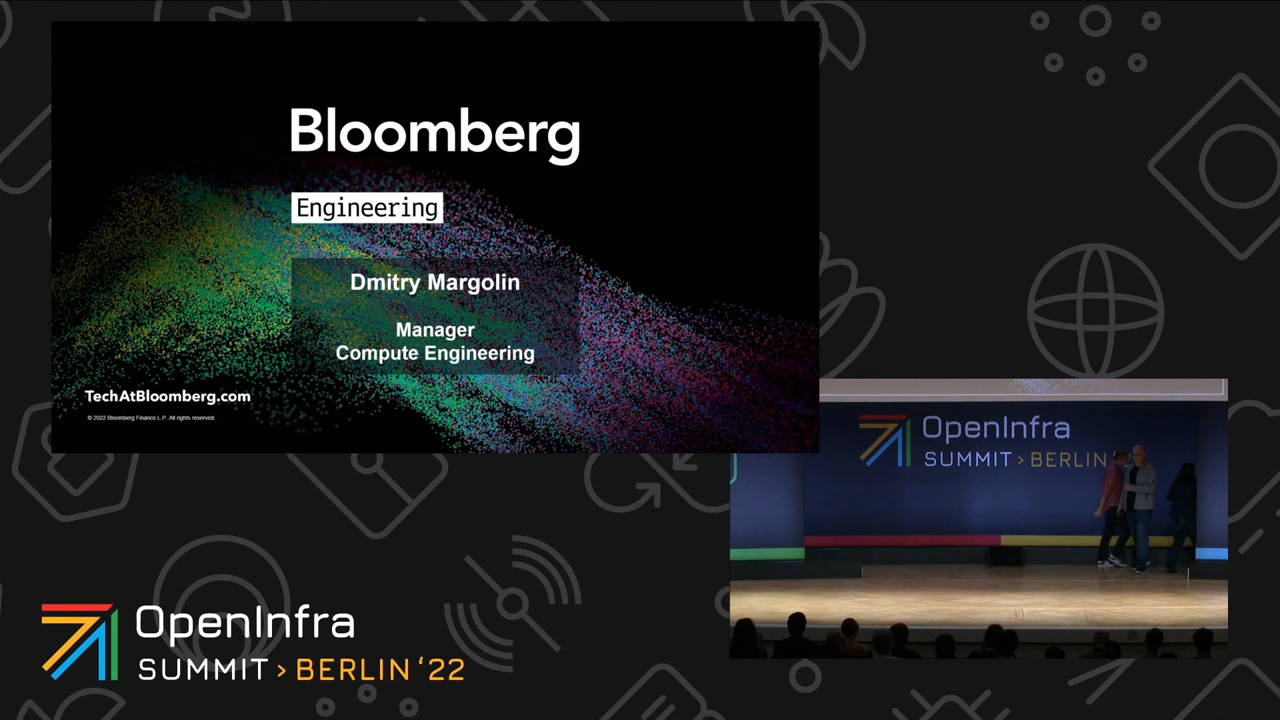 Bloomberg
Engineering
Dmitry Margolin
Manager
Compute Engineering
TechAtBloomberg.com
© 2022 Bloomberg Finance L.P. All rights reserved.
OpenInfra
SUMMIT > BERLIN
OpenInfra
SUMMIT > BERLIN ‘22